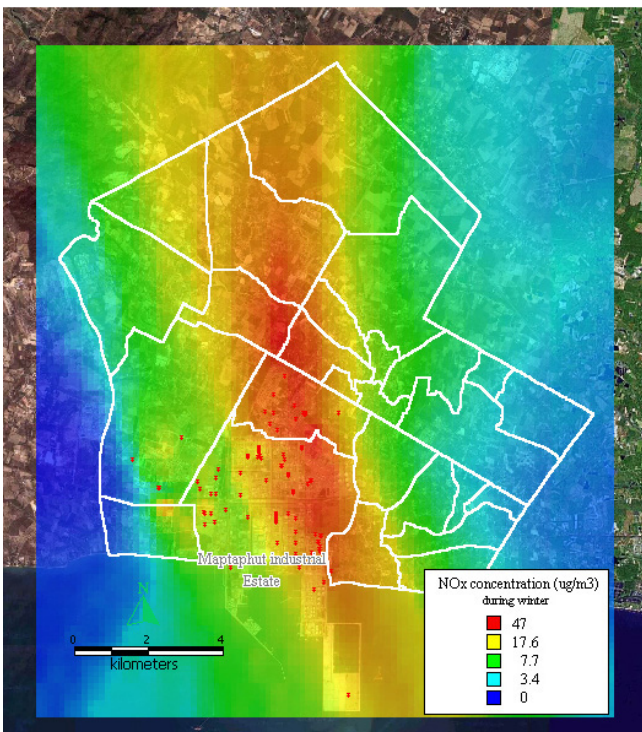 Maptaphut industrial
Estate
N
0 2 4
kilometers
NOx concentration (ug/m3)
during winter
47
17.6
7.7
3.4
0